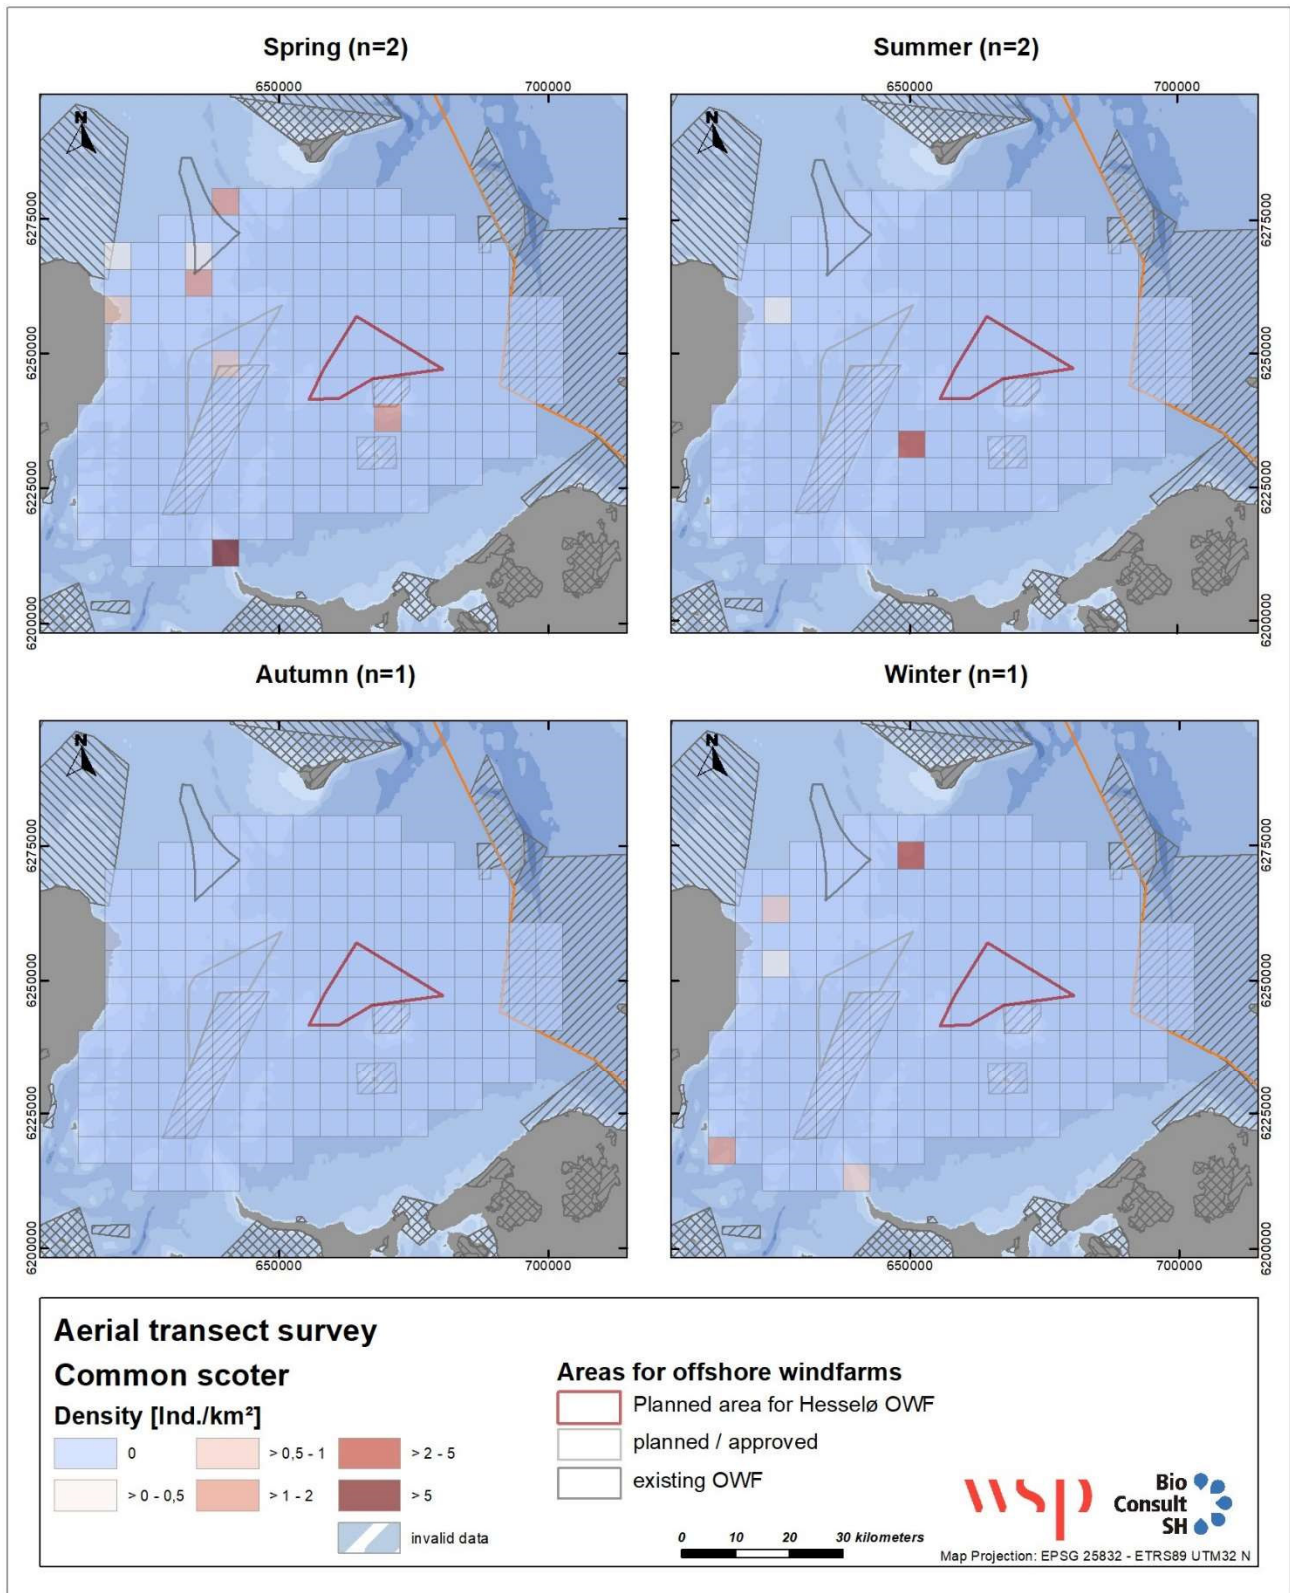 Spring (n=2)
Summer (n=2)
650000
700000
650000
700000
N
N
6275000
6250000
6225000
6200000
6275000
6250000
6225000
6200000
Autumn (n=1)
Winter (n=1)
N
N
6275000
6250000
6225000
6200000
6275000
6250000
6225000
6200000
650000
700000
650000
700000
Aerial transect survey
Common scoter
Density [Ind./km²]
0
> 0,5 - 1
> 2 - 5
> 0 - 0,5
> 1 - 2
> 5
invalid data
Areas for offshore windfarms
Planned area for Hesselø OWF
planned / approved
existing OWF
0 10 20 30 kilometers
wsp
Bio
Consult
SH
Map Projection: EPSG 25832 - ETRS89 UTM32 N